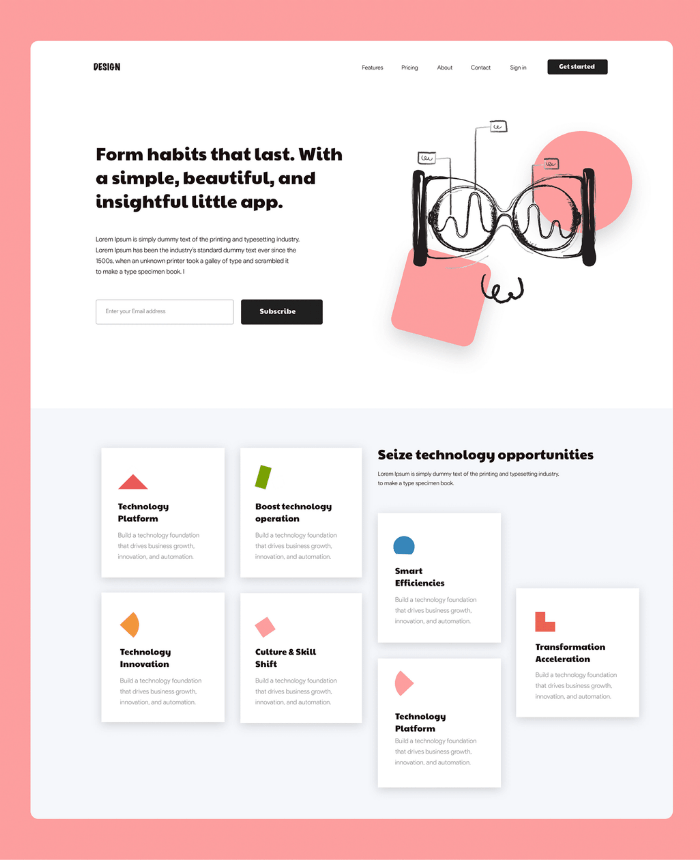 DESIGN
Features Pricing About Contact Sign in Get started
Form habits that last. With
a simple, beautiful, and
insightful little app.
Lorem Ipsum is simply dummy text of the printing and typesetting industry.
Lorem Ipsum has been the industry's standard dummy text ever since the
1500s, when an unknown printer took a galley of type and scrambled it
to make a type specimen book. I
Enter your Email address
Subscribe
Technology
Platform
Build a technology foundation
that drives business growth,
innovation, and automation.
Boost technology
operation
Build a technology foundation
that drives business growth,
innovation, and automation.
Technology
Innovation
Build a technology foundation
that drives business growth,
innovation, and automation.
Culture & Skill
Shift
Build a technology foundation
that drives business growth,
innovation, and automation.
Seize technology opportunities
Lorem Ipsum is simply dummy text of the printing and typesetting industry,
to make a type specimen book.
Smart
Efficiencies
Build a technology foundation
that drives business growth,
innovation, and automation.
Technology
Platform
Build a technology foundation
that drives business growth,
innovation, and automation.
Transformation
Acceleration
Build a technology foundation
that drives business growth,
innovation, and automation.